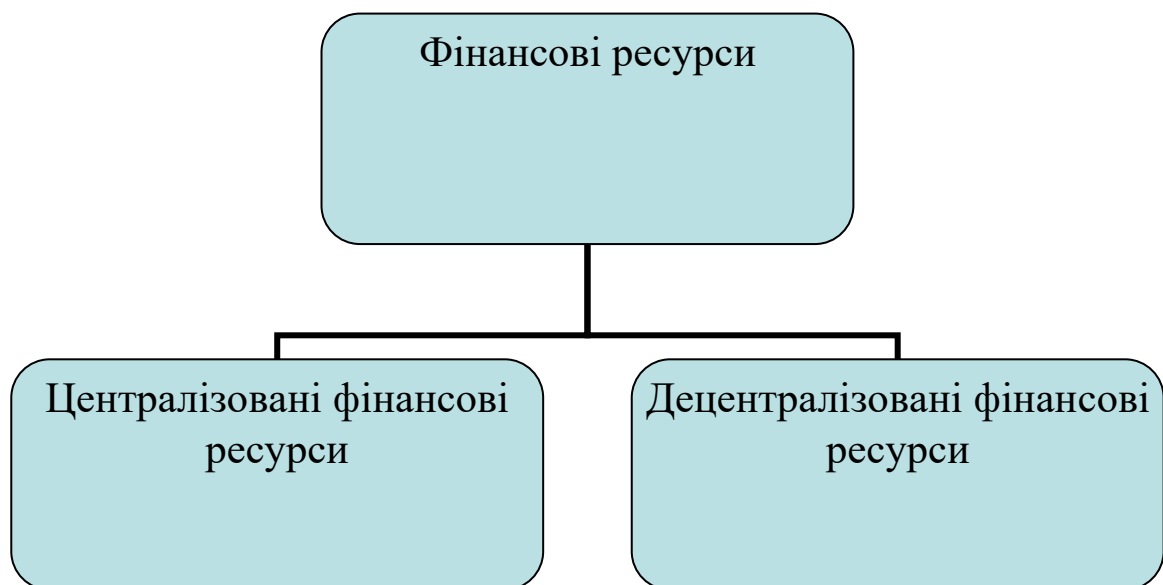 Фінансові ресурси
Централізовані фінансові
ресурси
Децентралізовані фінансові
ресурси